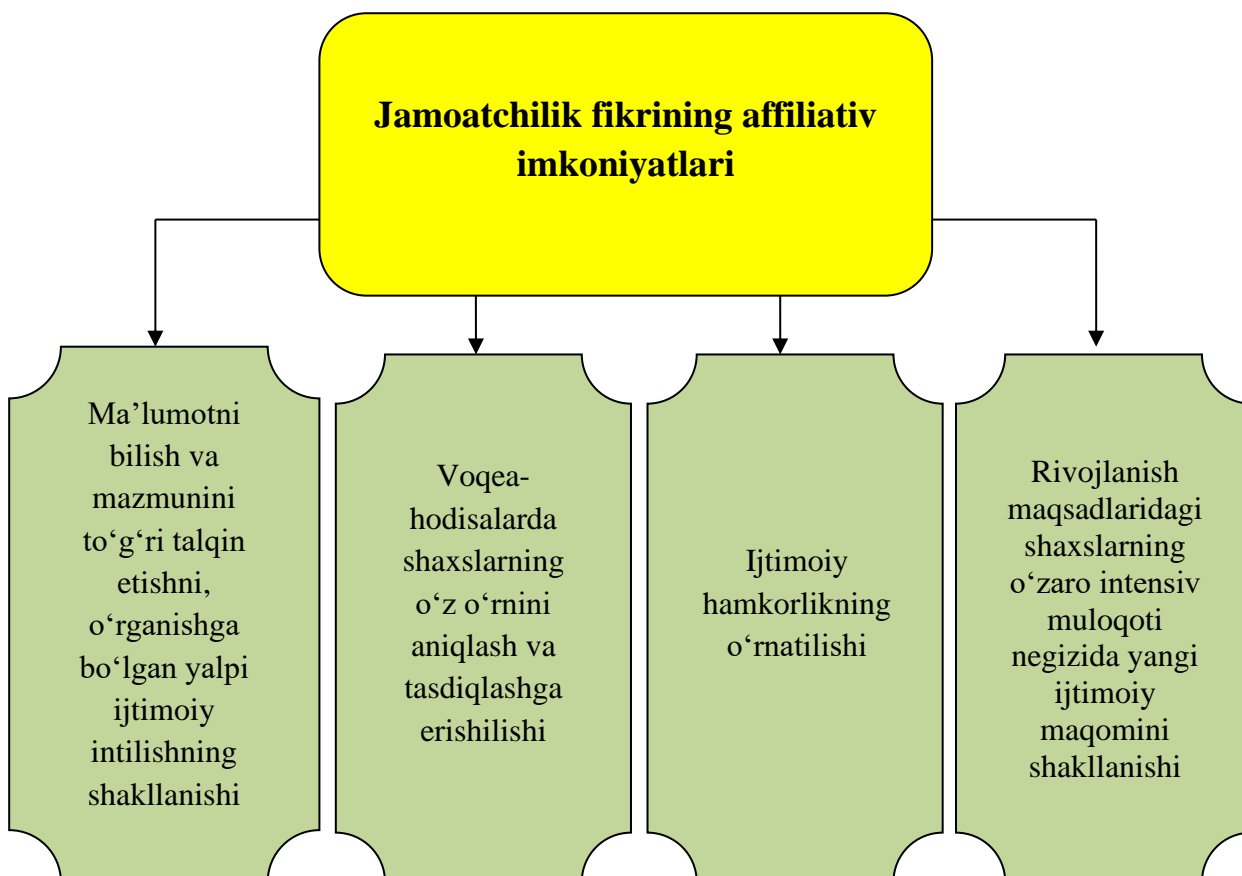 Jamoatchilik fikrining affiliativ
imkoniyatlari
Ma’lumotni
bilish va
mazmunini
to‘g‘ri talqin
etishni,
o‘rganishga
bo‘lgan yalpi
ijtimoiy
intilishning
shakllanishi
Voqea-
hodisalarda
shaxslarning
o‘z o‘rnini
aniqlash va
tasdiqlashga
erishilishi
Ijtimoiy
hamkorlikning
o‘rnatilishi
Rivojlanish
maqsadlaridagi
shaxslarning
o‘zaro intensiv
muloqoti
negizida yangi
ijtimoiy
maqomini
shakllanishi